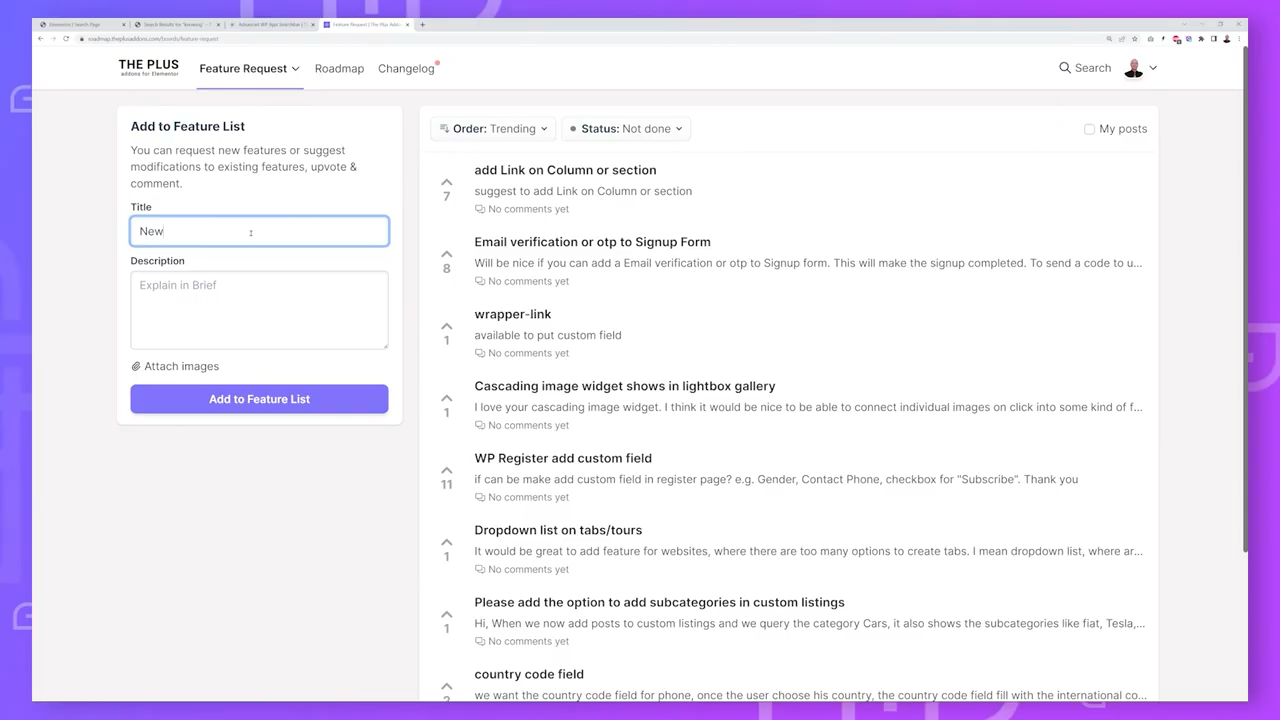 Elementor | Search Page
Feature Request | The Plus Addo
roadmap.theplusaddons.com/boards/feature-request
THE PLUS
addons for Elementor
Feature Request
Roadmap
Changelog
Search
Add to Feature List
You can request new features or suggest
modifications to existing features, upvote &
comment.
Title
New
Description
Explain in Brief
Attach images
Add to Feature List
Order: Trending
Status: Not done
My posts
add Link on Column or section
7
suggest to add Link on Column or section
No comments yet
Email verification or otp to Signup Form
8
Will be nice if you can add a Email verification or otp to Signup form. This will make the signup completed. To send a code to u...
No comments yet
wrapper-link
1
available to put custom field
No comments yet
Cascading image widget shows in lightbox gallery
1
I love your cascading image widget. I think it would be nice to be able to connect individual images on click into some kind of f...
No comments yet
WP Register add custom field
11
if can be make add custom field in register page? e.g. Gender, Contact Phone, checkbox for "Subscribe". Thank you
No comments yet
Dropdown list on tabs/tours
1
It would be great to add feature for websites, where there are too many options to create tabs. I mean dropdown list, where ar...
No comments yet
Please add the option to add subcategories in custom listings
1
Hi, When we now add posts to custom listings and we query the category Cars, it also shows the subcategories like fiat, Tesla,...
No comments yet
country code field
we want the country code field for phone, once the user choose his country, the country code field fill with the international co...